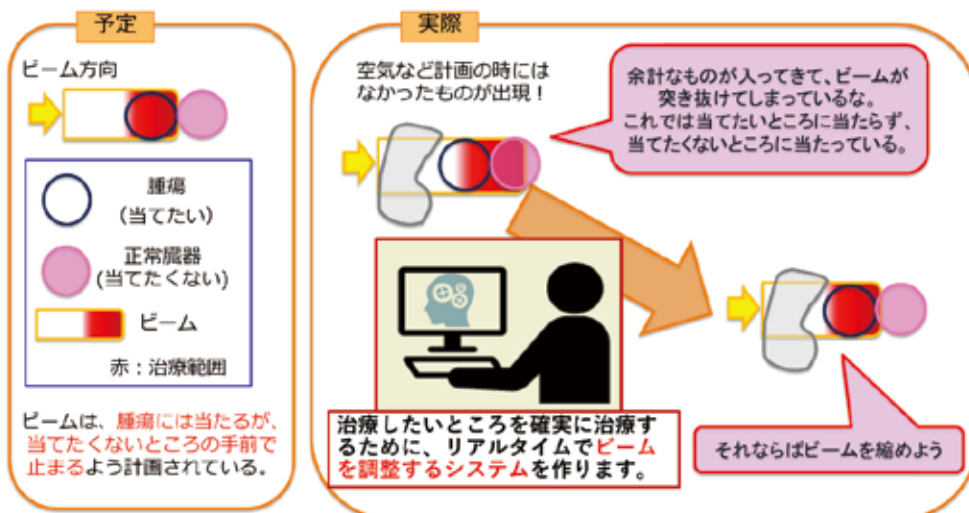 予定
ビーム方向
腫瘍
(当てたい)
正常臓器
(当てたくない)
ビーム
赤：治療範囲
ビームは、腫瘍には当たるが、
当てたくないところの手前で
止まるよう計画されている。
実際
空気など計画の時には
なかったものが出現！
余計なものが入ってきて、ビームが
突き抜けてしまっているな。
これでは当てたいところに当たらず、
当てたくないところに当たっている。
治療したいところを確実に治療す
るために、リアルタイムでビーム
を調整するシステムを作ります。
それならばビームを縮めよう